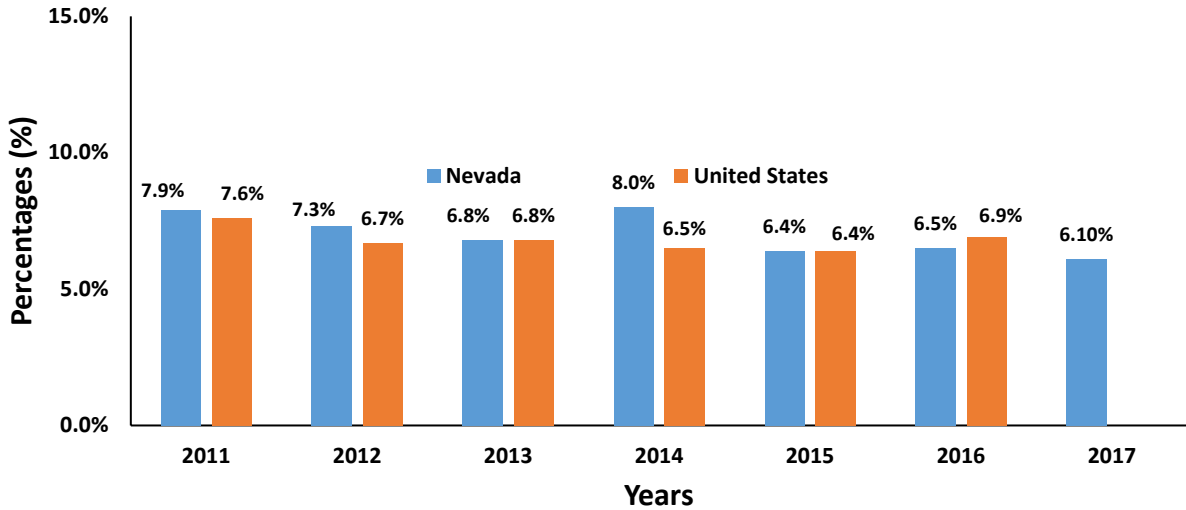 15.0%
10.0%
5.0%
0.0%
Percentages (%)
Nevada United States
7.9% 7.6% 7.3% 6.7% 6.8% 6.8% 8.0% 6.5% 6.4% 6.4% 6.5% 6.9% 6.10%
2011 2012 2013 2014 2015 2016 2017
Years